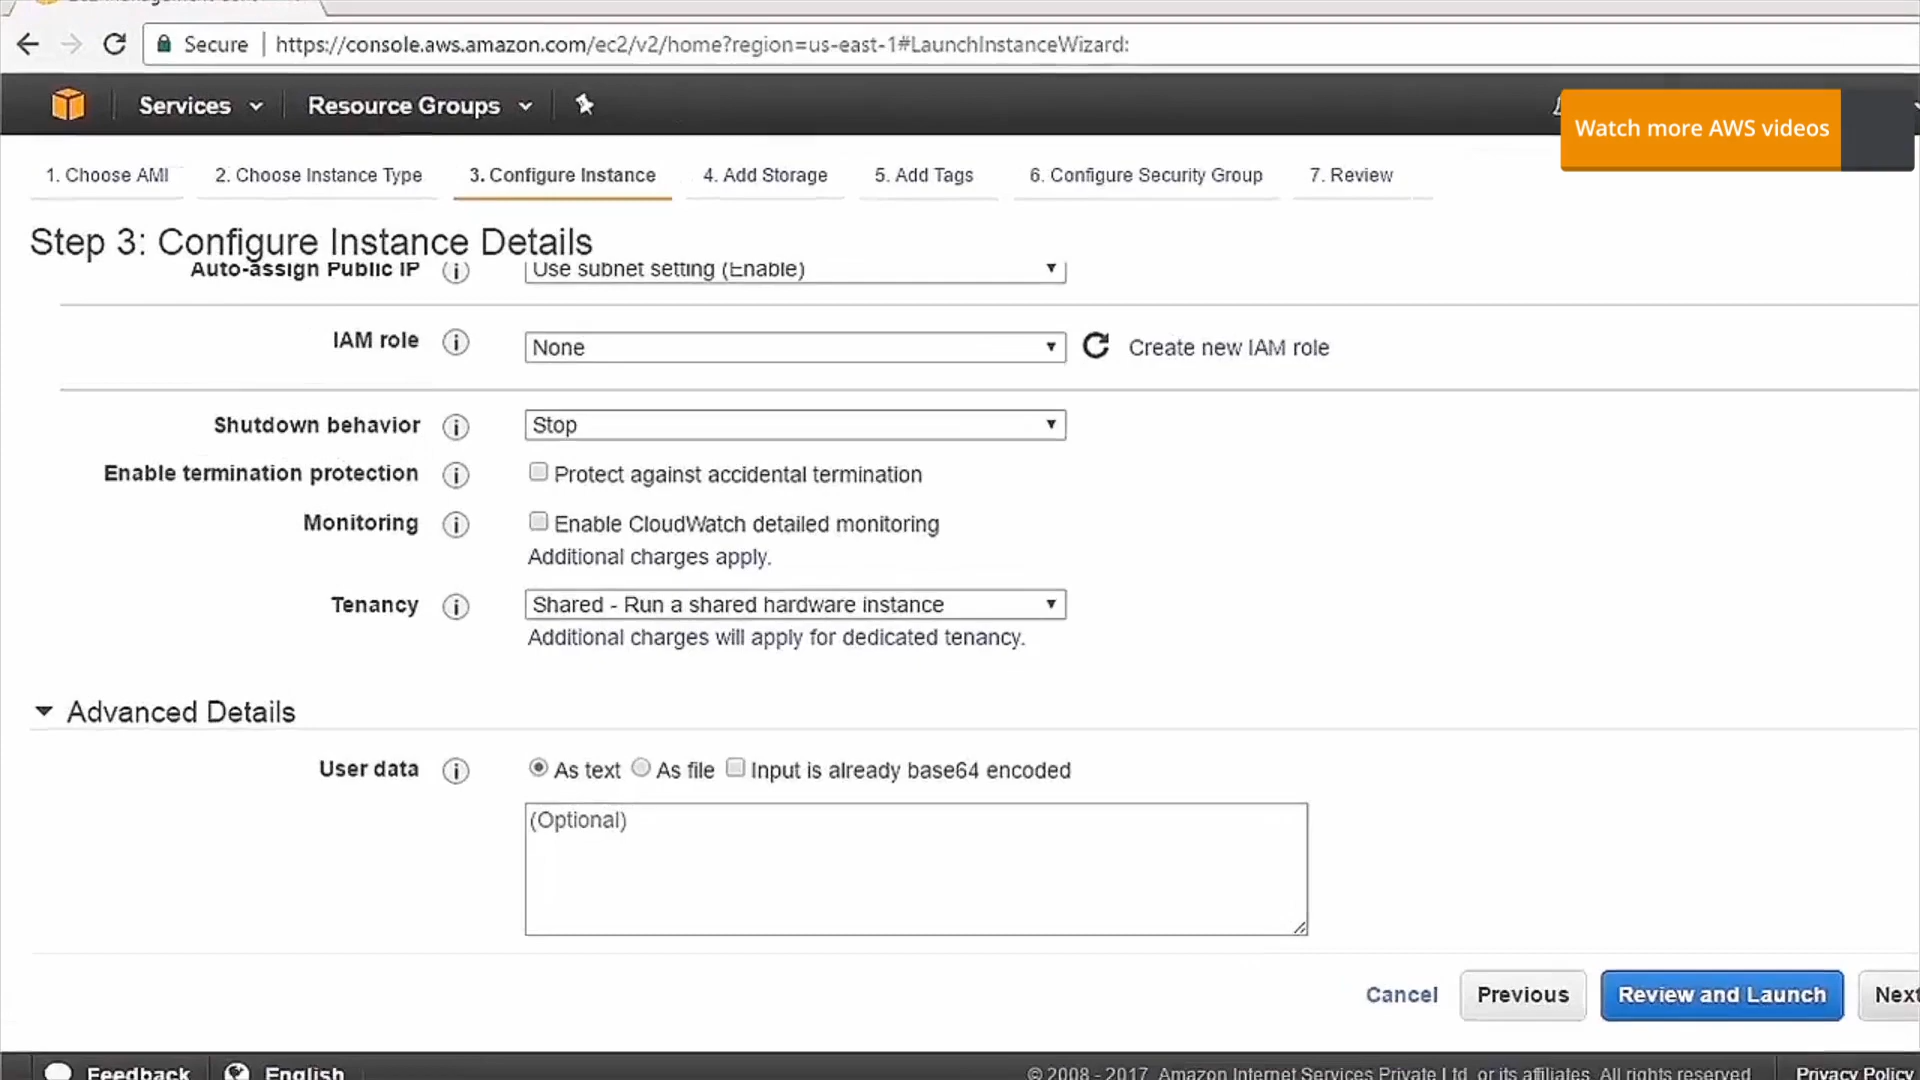 Secure
https://console.aws.amazon.com/ec2/v2/home?region=us-east-1#LaunchInstanceWizard:
Services
Resource Groups
Watch more AWS videos
1. Choose AMI
2. Choose Instance Type
3. Configure Instance
4. Add Storage
5. Add Tags
6. Configure Security Group
7. Review
Step 3: Configure Instance Details
Auto-assign Public IP
Use subnet setting (Enable)
IAM role
None
Create new IAM role
Shutdown behavior
Stop
Enable termination protection
Protect against accidental termination
Monitoring
Enable CloudWatch detailed monitoring
Additional charges apply.
Tenancy
Shared - Run a shared hardware instance
Additional charges will apply for dedicated tenancy.
Advanced Details
User data
As text
As file
Input is already base64 encoded
(Optional)
Cancel
Previous
Review and Launch
Next
Feedback
English
© 2008 - 2017, Amazon Internet Services Private Ltd. or its affiliates. All rights reserved.
Privacy Policy